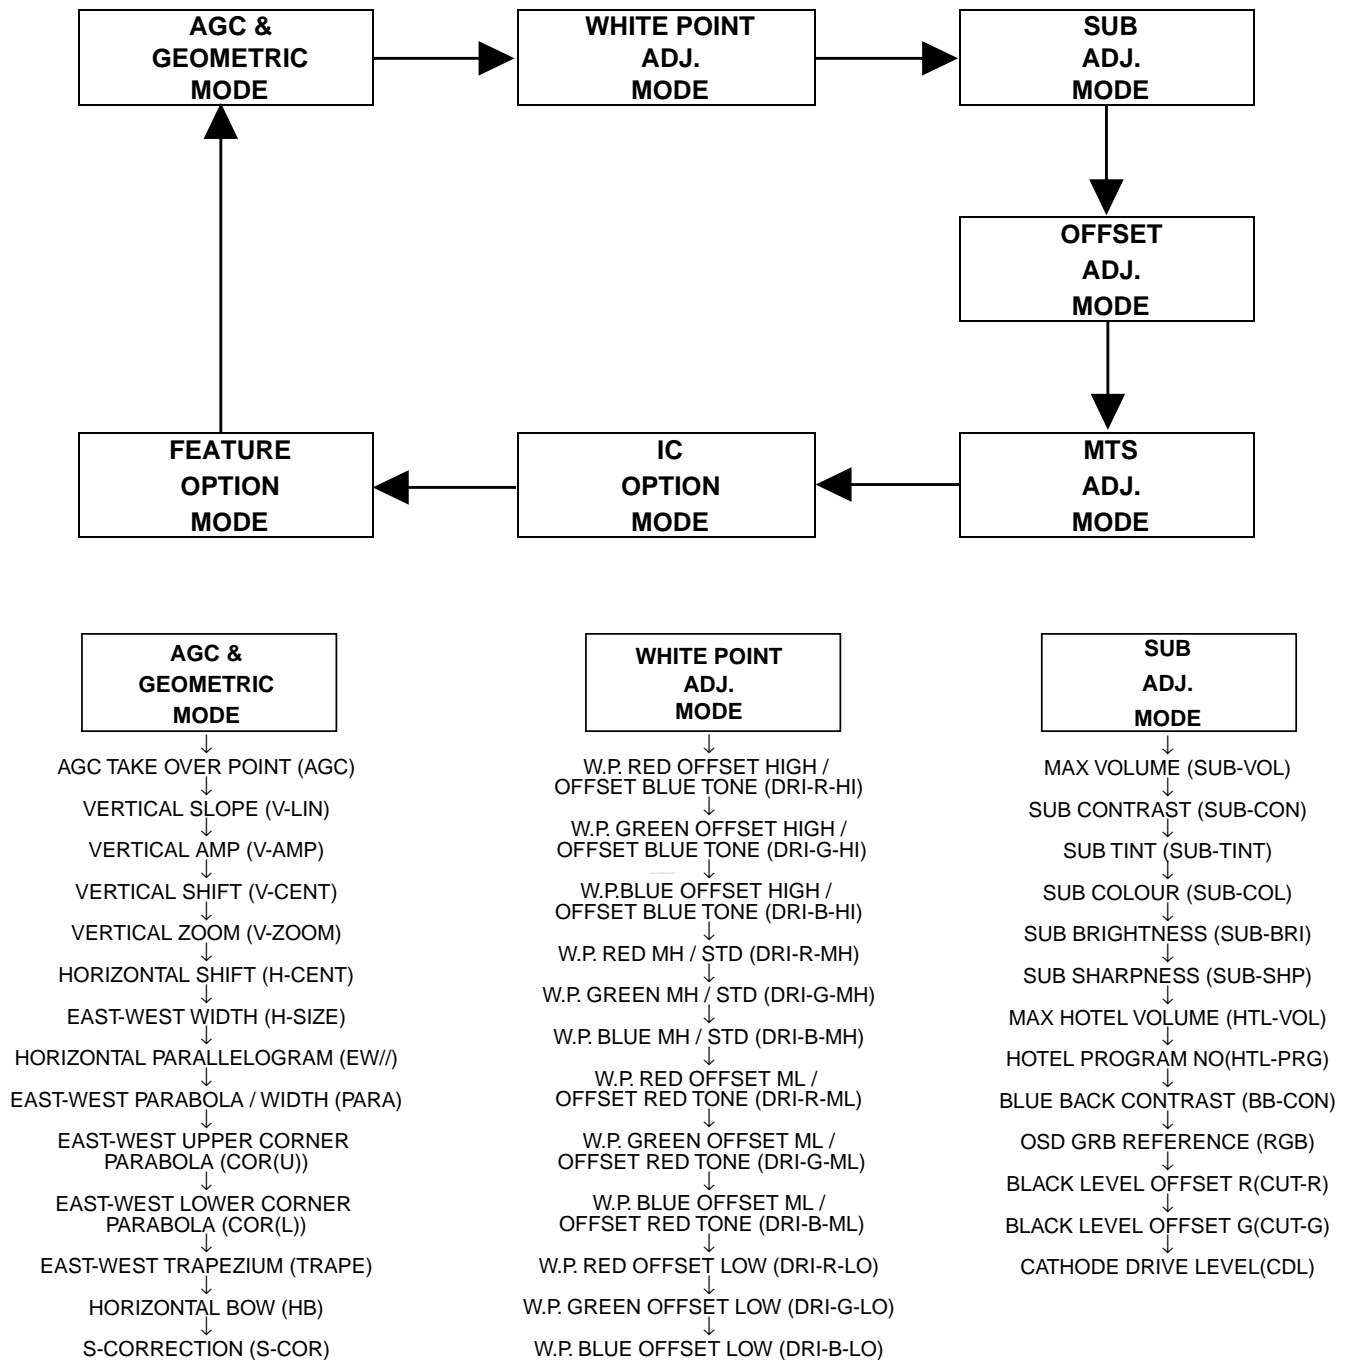 AGC &
GEOMETRIC
MODE
WHITE POINT
ADJ.
MODE
SUB
ADJ.
MODE
OFFSET
ADJ.
MODE
FEATURE
OPTION
MODE
IC
OPTION
MODE
MTS
ADJ.
MODE
AGC &
GEOMETRIC
MODE
AGC TAKE OVER POINT (AGC)
VERTICAL SLOPE (V-LIN)
VERTICAL AMP (V-AMP)
VERTICAL SHIFT (V-CENT)
VERTICAL ZOOM (V-ZOOM)
HORIZONTAL SHIFT (H-CENT)
EAST-WEST WIDTH (H-SIZE)
HORIZONTAL PARALLELOGRAM (EW//)
EAST-WEST PARABOLA / WIDTH (PARA)
EAST-WEST UPPER CORNER
PARABOLA (COR(U))
EAST-WEST LOWER CORNER
PARABOLA (COR(L))
EAST-WEST TRAPEZIUM (TRAPE)
HORIZONTAL BOW (HB)
S-CORRECTION (S-COR)
WHITE POINT
ADJ.
MODE
W.P. RED OFFSET HIGH /
OFFSET BLUE TONE (DRI-R-HI)
W.P. GREEN OFFSET HIGH /
OFFSET BLUE TONE (DRI-G-HI)
W.P.BLUE OFFSET HIGH /
OFFSET BLUE TONE (DRI-B-HI)
W.P. RED MH / STD (DRI-R-MH)
W.P. GREEN MH / STD (DRI-G-MH)
W.P. BLUE MH / STD (DRI-B-MH)
W.P. RED OFFSET ML /
OFFSET RED TONE (DRI-R-ML)
W.P. GREEN OFFSET ML /
OFFSET RED TONE (DRI-G-ML)
W.P. BLUE OFFSET ML /
OFFSET RED TONE (DRI-B-ML)
W.P. RED OFFSET LOW (DRI-R-LO)
W.P. GREEN OFFSET LOW (DRI-G-LO)
W.P. BLUE OFFSET LOW (DRI-B-LO)
SUB
ADJ.
MODE
MAX VOLUME (SUB-VOL)
SUB CONTRAST (SUB-CON)
SUB TINT (SUB-TINT)
SUB COLOUR (SUB-COL)
SUB BRIGHTNESS (SUB-BRI)
SUB SHARPNESS (SUB-SHP)
MAX HOTEL VOLUME (HTL-VOL)
HOTEL PROGRAM NO(HTL-PRG)
BLUE BACK CONTRAST (BB-CON)
OSD GRB REFERENCE (RGB)
BLACK LEVEL OFFSET R(CUT-R)
BLACK LEVEL OFFSET G(CUT-G)
CATHODE DRIVE LEVEL(CDL)